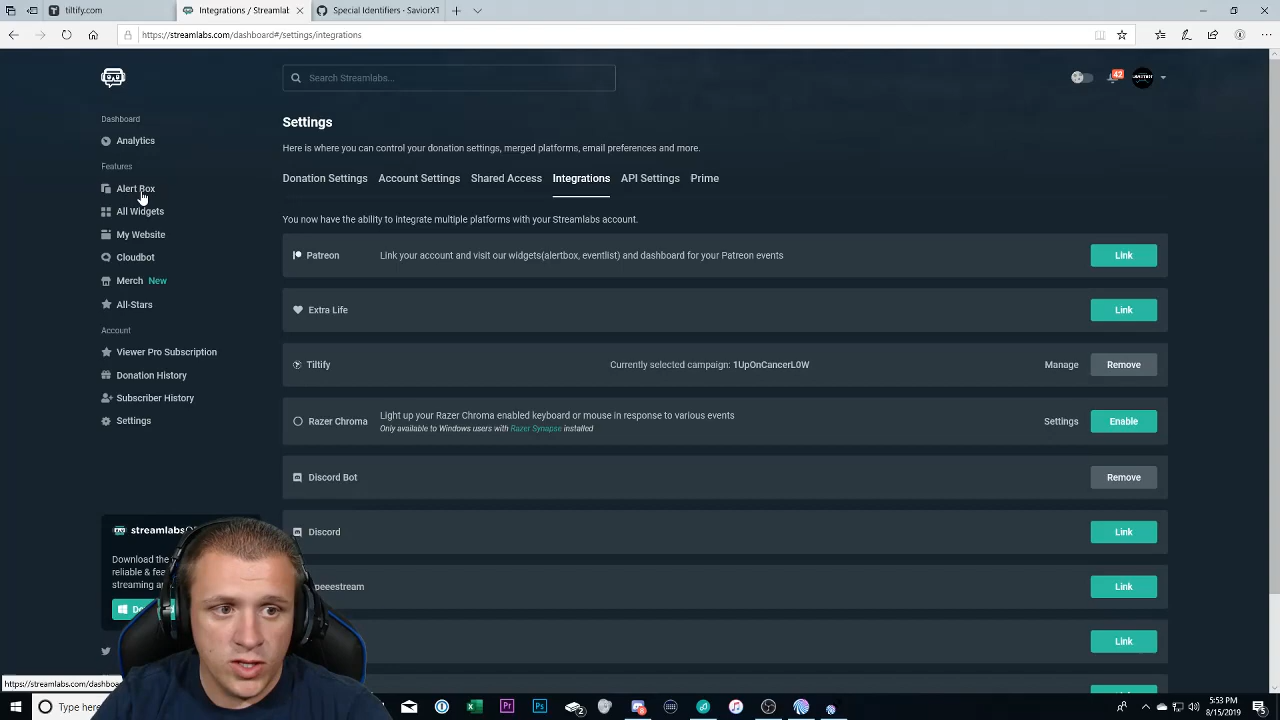 tiltify.com
Integrations / Streamlab
Special Identifiers - SaviorXT
https://streamlabs.com/dashboard#/settings/integrations
Search Streamlabs...
42
Dashboard
Analytics
Features
Alert Box
All Widgets
My Website
Cloudbot
Merch New
All-Stars
Account
Viewer Pro Subscription
Donation History
Subscriber History
Settings
Settings
Here is where you can control your donation settings, merged platforms, email preferences and more.
Donation Settings Account Settings Shared Access Integrations API Settings Prime
You now have the ability to integrate multiple platforms with your Streamlabs account.
Patreon Link your account and visit our widgets(alertbox, eventlist) and dashboard for your Patreon events Link
Extra Life Link
Tiltify Currently selected campaign: 1UpOnCancerL0W Manage Remove
Razer Chroma Light up your Razer Chroma enabled keyboard or mouse in response to various events Settings Enable
Only available to Windows users with Razer Synapse installed
Discord Bot Remove
Discord Link
peeestream Link
Link
streamlabs
Download the
reliable & fea
streaming ap
https://streamlabs.com/dashboa
Type here
5:53 PM
8/15/2019